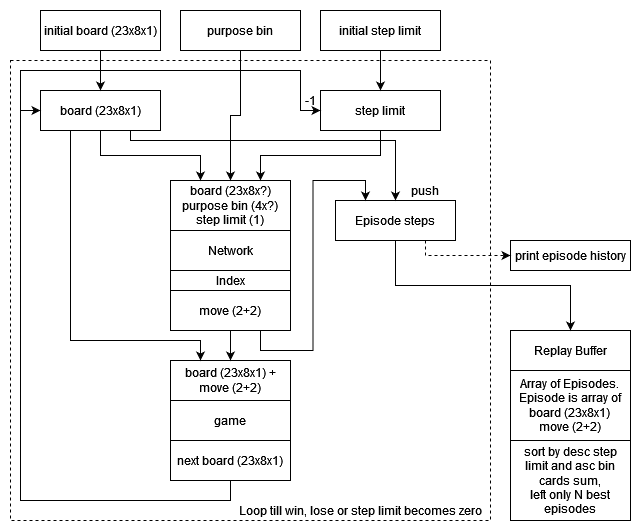 initial board (23x8x1)
purpose bin
initial step limit
-1
board (23x8x1)
step limit
board (23x8x?)
purpose bin (4x?)
step limit (1)
push
Episode steps
Network
print episode history
Index
move (2+2)
Replay Buffer
board (23x8x1) +
move (2+2)
Array of Episodes.
Episode is array of
board (23x8x1)
move (2+2)
game
next board (23x8x1)
sort by desc step
limit and asc bin
cards sum,
left only N best
episodes
Loop till win, lose or step limit becomes zero